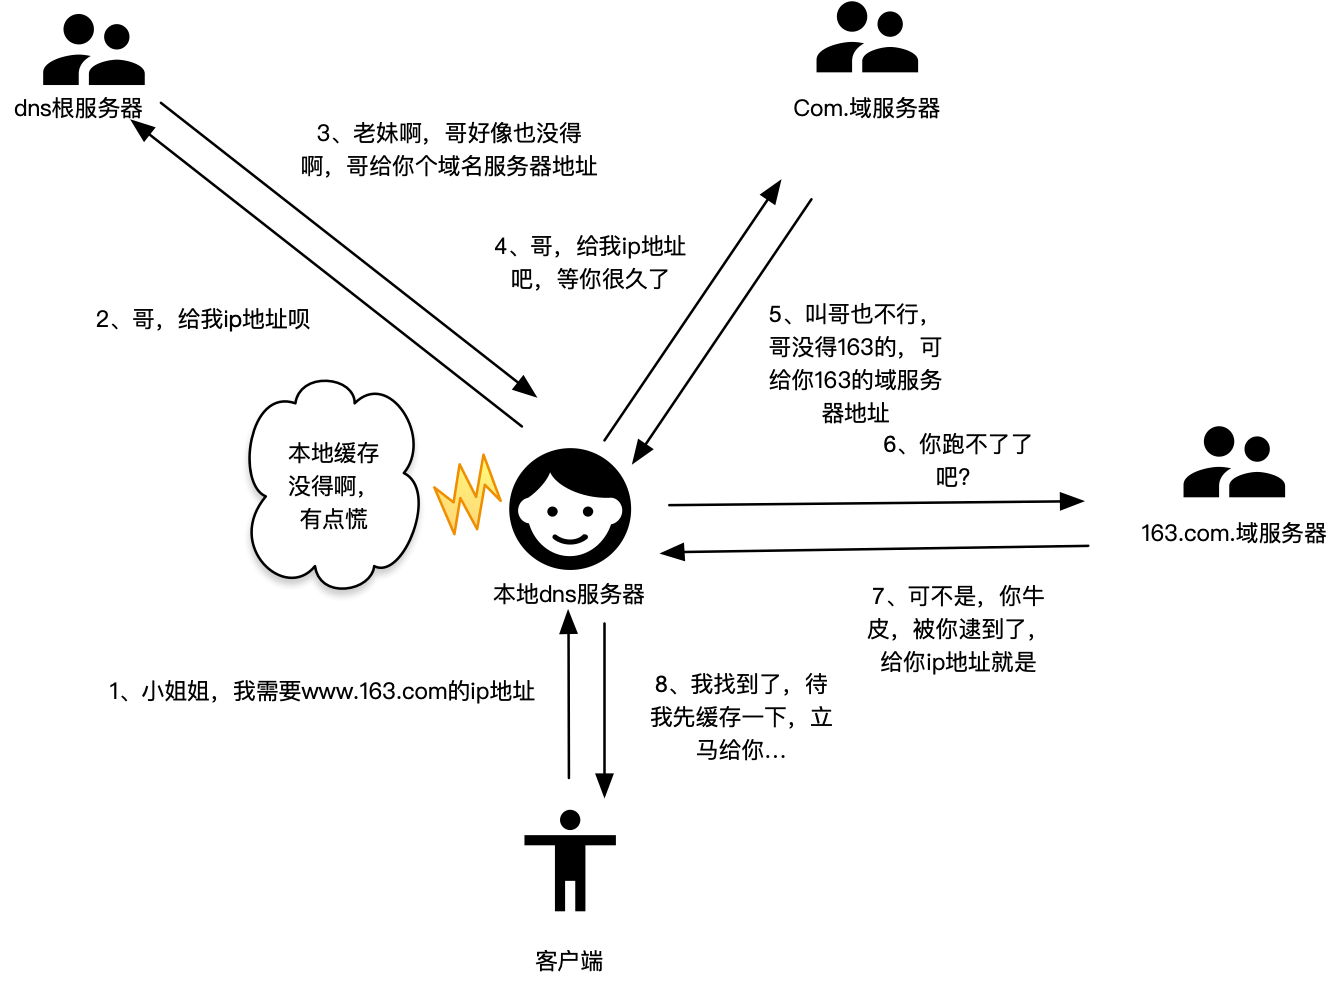 dns根服务器
Com.域服务器
3、老妹啊，哥好像也没得
啊，哥给你个域名服务器地址
4、哥，给我ip地址
吧，等你很久了
2、哥，给我ip地址呗
5、叫哥也不行，
哥没得163的，可
给你163的域服务
器地址
6、你跑不了了
吧？
本地缓存
没得啊，
有点慌
163.com.域服务器
本地dns服务器
7、可不是，你牛
皮，被你逮到了，
给你ip地址就是
1、小姐姐，我需要www.163.com的ip地址
8、我找到了，待
我先缓存一下，立
马给你...
客户端